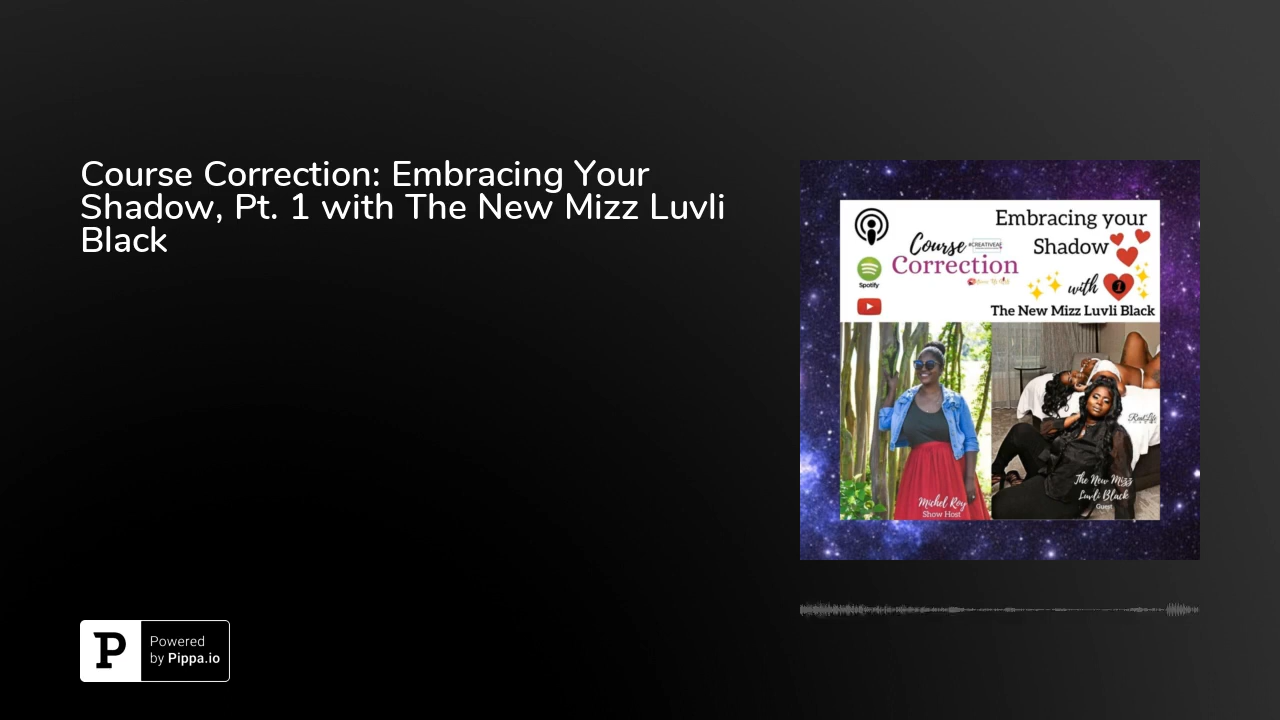 Course Correction: Embracing Your
Shadow, Pt. 1 with The New Mizz Luvli
Black
Embracing your
Shadow
Course
#CREATIVEAF
Correction
Spotify
with
1
The New Mizz Luvli Black
Michel Roy
Show Host
The New Mizz
Luvli Black
Guest
P
Powered
by Pippa.io